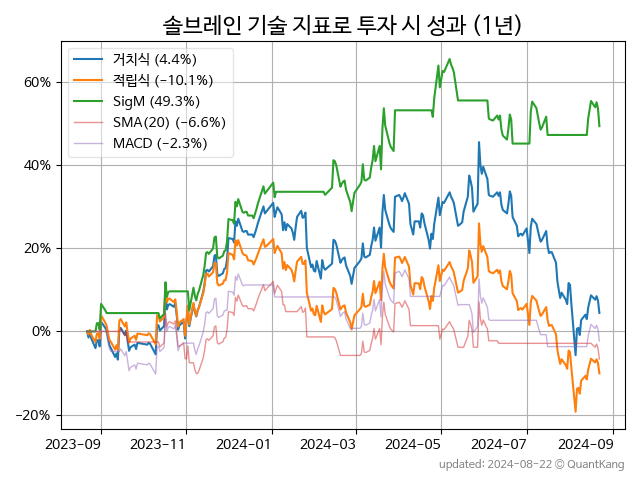 솔브레인 기술 지표로 투자 시 성과 (1년)
거치식 (4.4%)
적립식 (−10.1%)
SigM (49.3%)
SMA(20) (−6.6%)
MACD (−2.3%)
60%
40%
20%
0%
−20%
2023−09 2023−11 2024−01 2024−03 2024−05 2024−07 2024−09
updated: 2024-08-22 © QuantKang